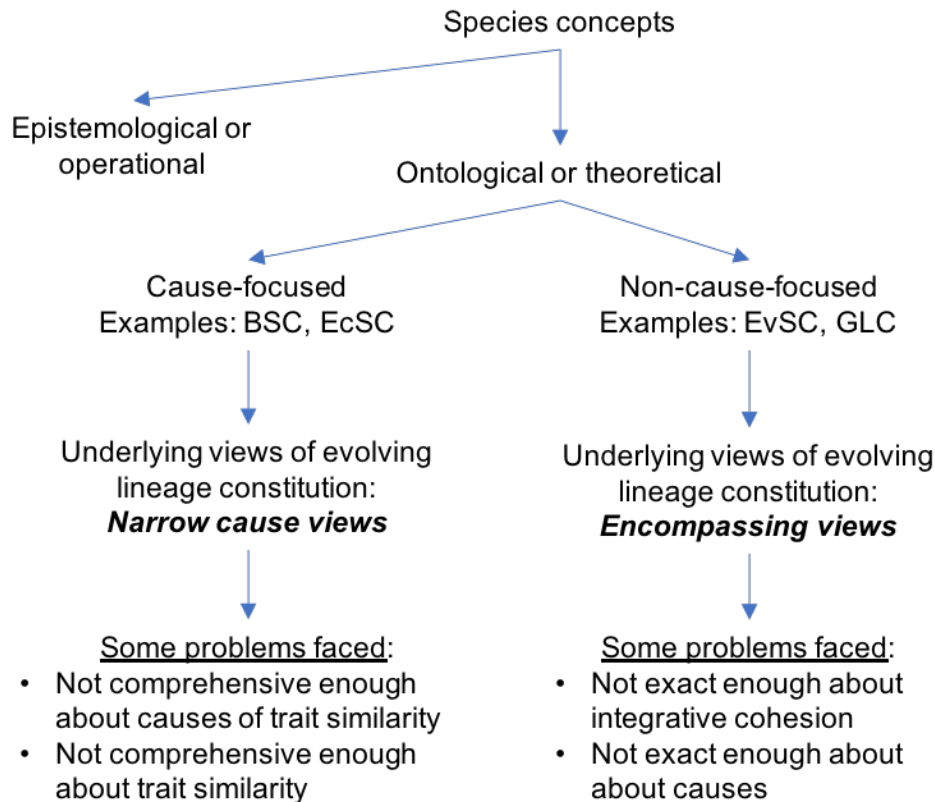 Species concepts
Epistemological or
operational
Ontological or theoretical
Cause-focused
Examples: BSC, EcSC
Non-cause-focused
Examples: EvSC, GLC
Underlying views of evolving
lineage constitution:
Narrow cause views
Underlying views of evolving
lineage constitution:
Encompassing views
Some problems faced:
• Not comprehensive enough
about causes of trait similarity
• Not comprehensive enough
about trait similarity
Some problems faced:
• Not exact enough about
integrative cohesion
• Not exact enough about
about causes